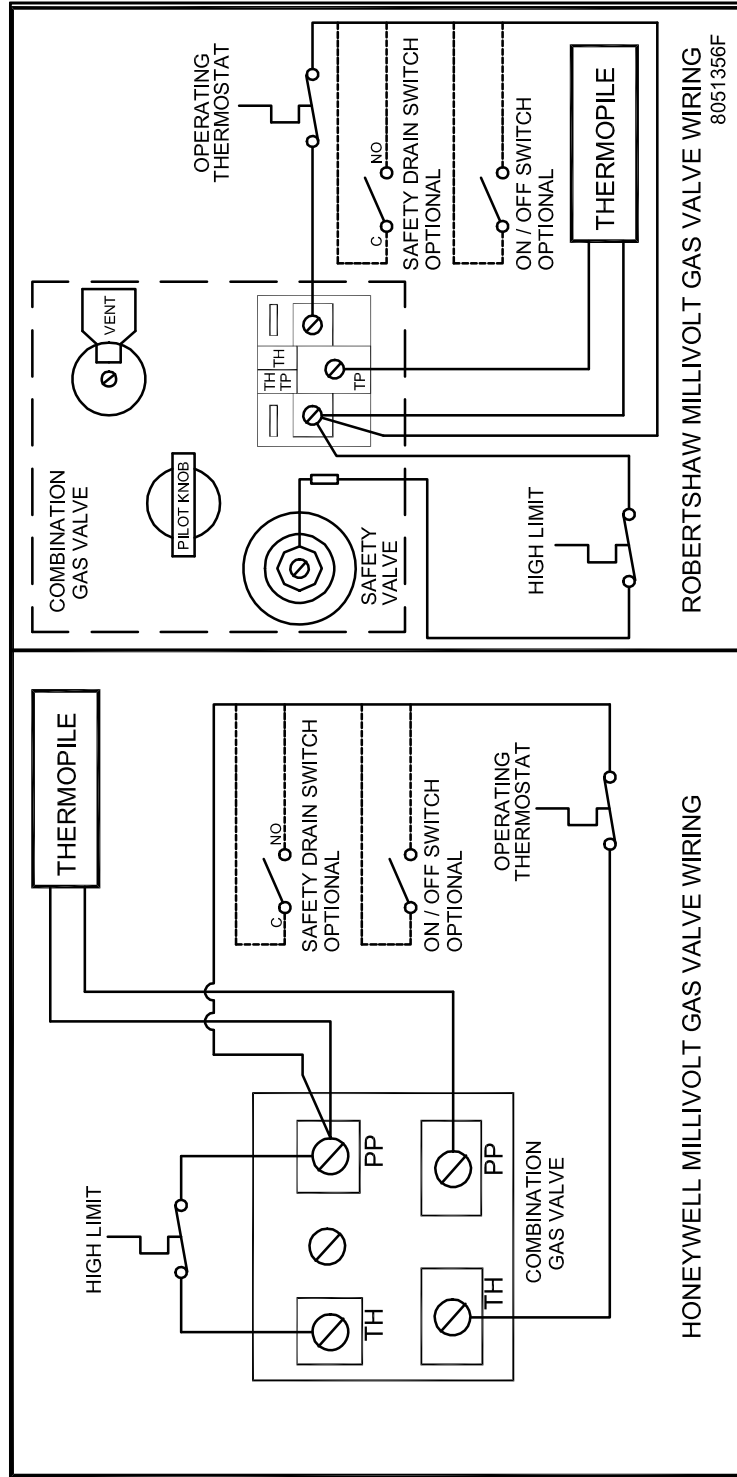 THERMOPILE
HIGH LIMIT
C
NO
SAFETY DRAIN SWITCH
OPTIONAL
PP
TH
ON / OFF SWITCH
OPTIONAL
PP
TH
COMBINATION
GAS VALVE
OPERATING
THERMOSTAT
HONEYWELL MILLIVOLT GAS VALVE WIRING
COMBINATION
GAS VALVE
VENT
PILOT KNOB
OPERATING
THERMOSTAT
TH
TP
TH
TP
SAFETY
VALVE
C
NO
SAFETY DRAIN SWITCH
OPTIONAL
ON / OFF SWITCH
OPTIONAL
HIGH LIMIT
THERMOPILE
ROBERTSHAW MILLIVOLT GAS VALVE WIRING
8051356F